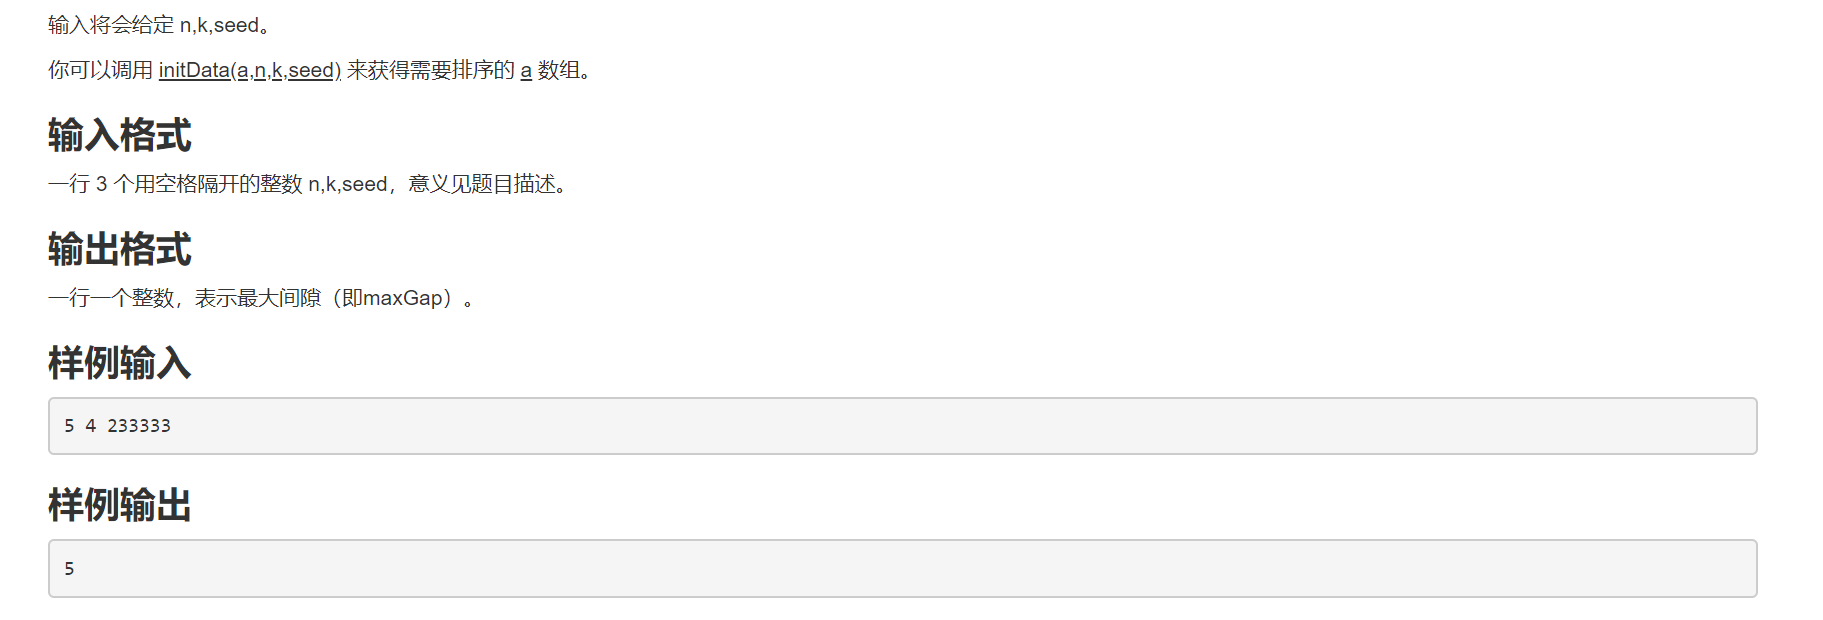 输入将会给定 n,k,seed。
你可以调用 initData(a,n,k,seed) 来获得需要排序的 a 数组。
输入格式
一行 3 个用空格隔开的整数 n,k,seed，意义见题目描述。
输出格式
一行一个整数，表示最大间隙（即maxGap）。
样例输入
5 4 233333
样例输出
5